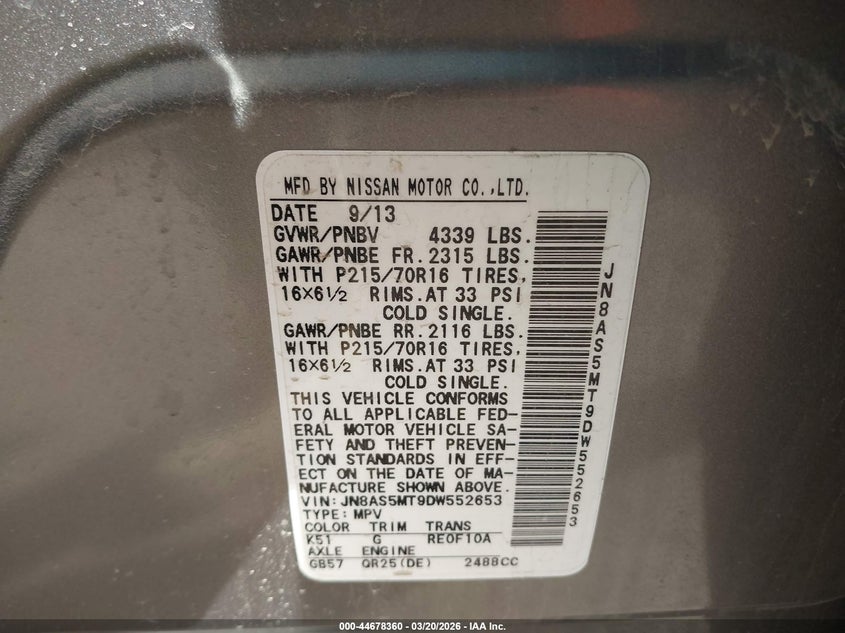 MFD BY NISSAN MOTOR CO.,LTD.
DATE 9/13
GVWR/PNBV 4339 LBS.
GAWR/PNBE FR. 2315 LBS.
WITH P215/70R16 TIRES,
16×6½ RIMS. AT 33 PSI
COLD SINGLE.
GAWR/PNBE RR. 2116 LBS.
WITH P215/70R16 TIRES,
16×6½ RIMS. AT 33 PSI
COLD SINGLE.
THIS VEHICLE CONFORMS
TO ALL APPLICABLE FED-
ERAL MOTOR VEHICLE SA-
FETY AND THEFT PREVEN-
TION STANDARDS IN EFF-
ECT ON THE DATE OF MA-
NUFACTURE SHOWN ABOVE.
VIN: JN8AS5MT9DW552653
TYPE: MPV
COLOR TRIM TRANS
K51 G RE0F10A
AXLE ENGINE
GB57 QR25(DE) 2488CC
JN8AS5MT9DW552653
000-44678360 - 03/20/2026 - IAA Inc.